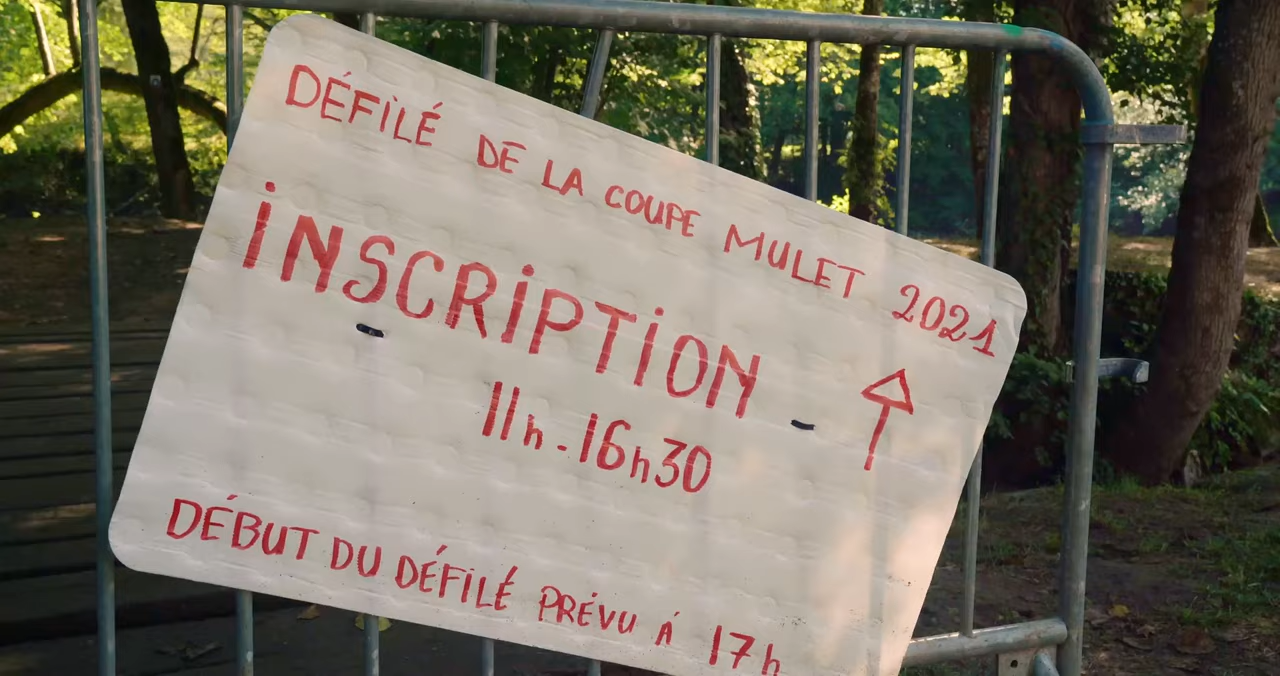 DÉFILÉ DE LA COUPE MULET 2021
INSCRIPTION
11h - 16h30
DÉBUT DU DÉFILÉ PRÉVU Á 17h